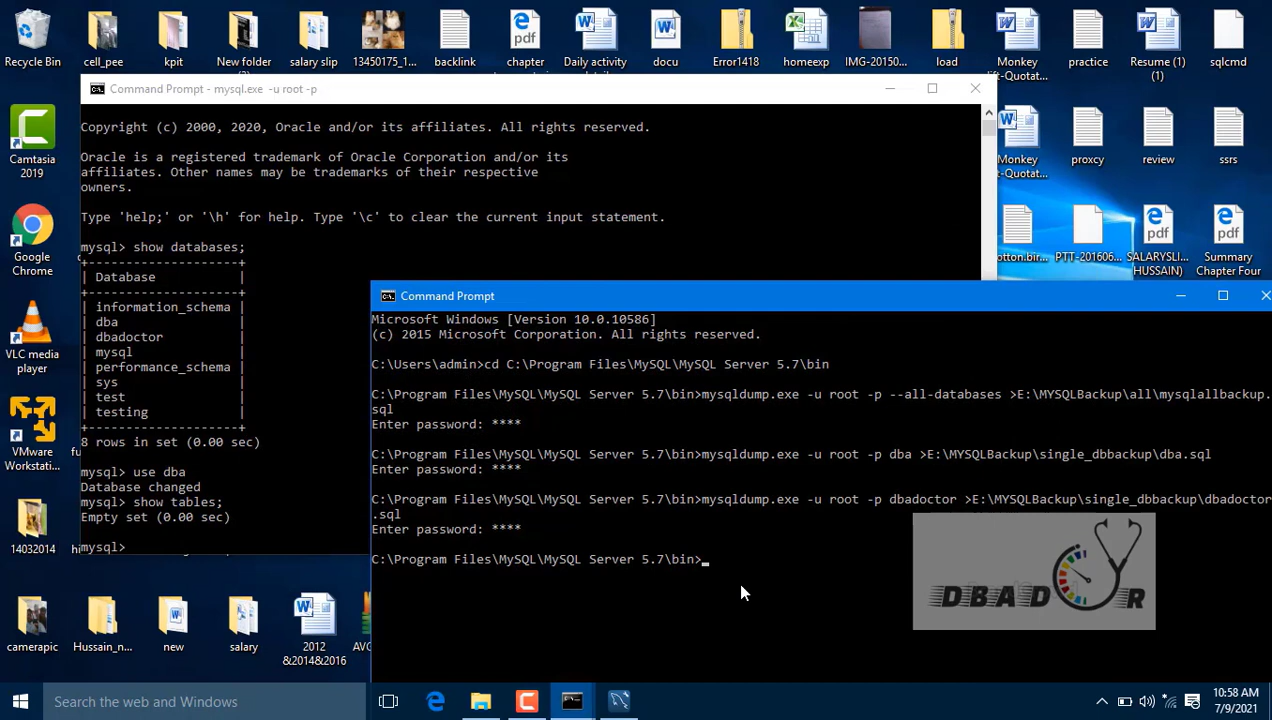 Recycle Bin
cell_pee
kpit
New folder
salary slip
13450175_1...
backlink
chapter
Daily activity
docu
Error1418
homeexp
IMG-20150...
load
Monkey
lift-Quotat...
practice
Resume (1)
(1)
sqlcmd
Command Prompt - mysql.exe -u root -p
Copyright (c) 2000, 2020, Oracle and/or its affiliates. All rights reserved.
Oracle is a registered trademark of Oracle Corporation and/or its
affiliates. Other names may be trademarks of their respective
owners.
Type 'help;' or '\h' for help. Type '\c' to clear the current input statement.
mysql> show databases;
+--------------------+
| Database           |
+--------------------+
| information_schema |
| dba                |
| dbadoctor          |
| mysql              |
| performance_schema |
| sys                |
| test               |
| testing            |
+--------------------+
8 rows in set (0.00 sec)
mysql> use dba
Database changed
mysql> show tables;
Empty set (0.00 sec)
mysql>
Camtasia
2019
Google
Chrome
VLC media
player
VMware
Workstati...
14032014
Monkey
ft-Quotat...
proxcy
review
ssrs
otton.bir...
PTT-201606...
SALARYSLI...
HUSSAIN)
Summary
Chapter Four
Command Prompt
Microsoft Windows [Version 10.0.10586]
(c) 2015 Microsoft Corporation. All rights reserved.
C:\Users\admin>cd C:\Program Files\MySQL\MySQL Server 5.7\bin
C:\Program Files\MySQL\MySQL Server 5.7\bin>mysqldump.exe -u root -p --all-databases >E:\MYSQLBackup\all\mysqlallbackup.
sql
Enter password: ****
C:\Program Files\MySQL\MySQL Server 5.7\bin>mysqldump.exe -u root -p dba >E:\MYSQLBackup\single_dbbackup\dba.sql
Enter password: ****
C:\Program Files\MySQL\MySQL Server 5.7\bin>mysqldump.exe -u root -p dbadoctor >E:\MYSQLBackup\single_dbbackup\dbadoctor
.sql
Enter password: ****
C:\Program Files\MySQL\MySQL Server 5.7\bin>_
camerapic
Hussain_n...
new
salary
2012
&2014&2016
Search the web and Windows
10:58 AM
7/9/2021